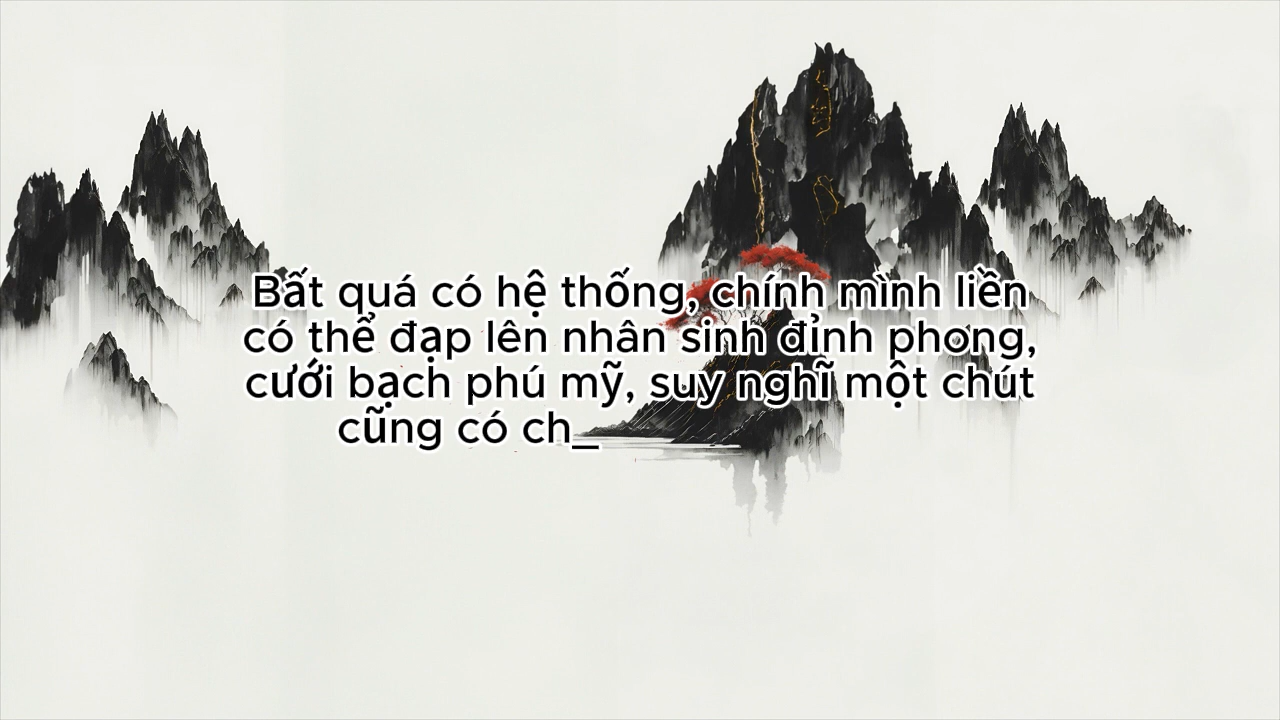 Bất quá có hệ thống, chính mình liền
có thể đạp lên nhân sinh đỉnh phong,
cưới bạch phú mỹ, suy nghĩ một chút
cũng có ch_